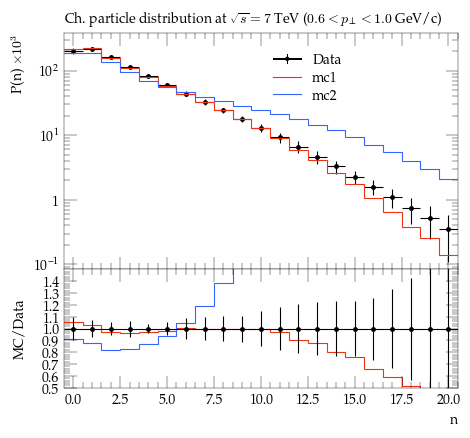 Ch. particle distribution at √s = 7 TeV (0.6 < p⊥ < 1.0 GeV/c)
P(n) ×10³
10²
10¹
1
10⁻¹
Data
mc1
mc2
MC/Data
1.4
1.3
1.2
1.1
1.0
0.9
0.8
0.7
0.6
0.5
0.0 2.5 5.0 7.5 10.0 12.5 15.0 17.5 20.0
n